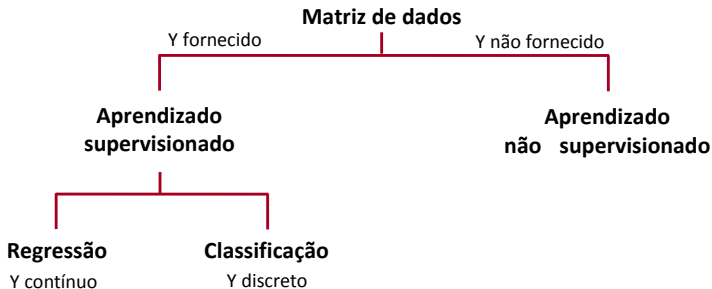 Matriz de dados
Y fornecido
Y não fornecido
Aprendizado
supervisionado
Aprendizado
não supervisionado
Regressão
Y contínuo
Classificação
Y discreto